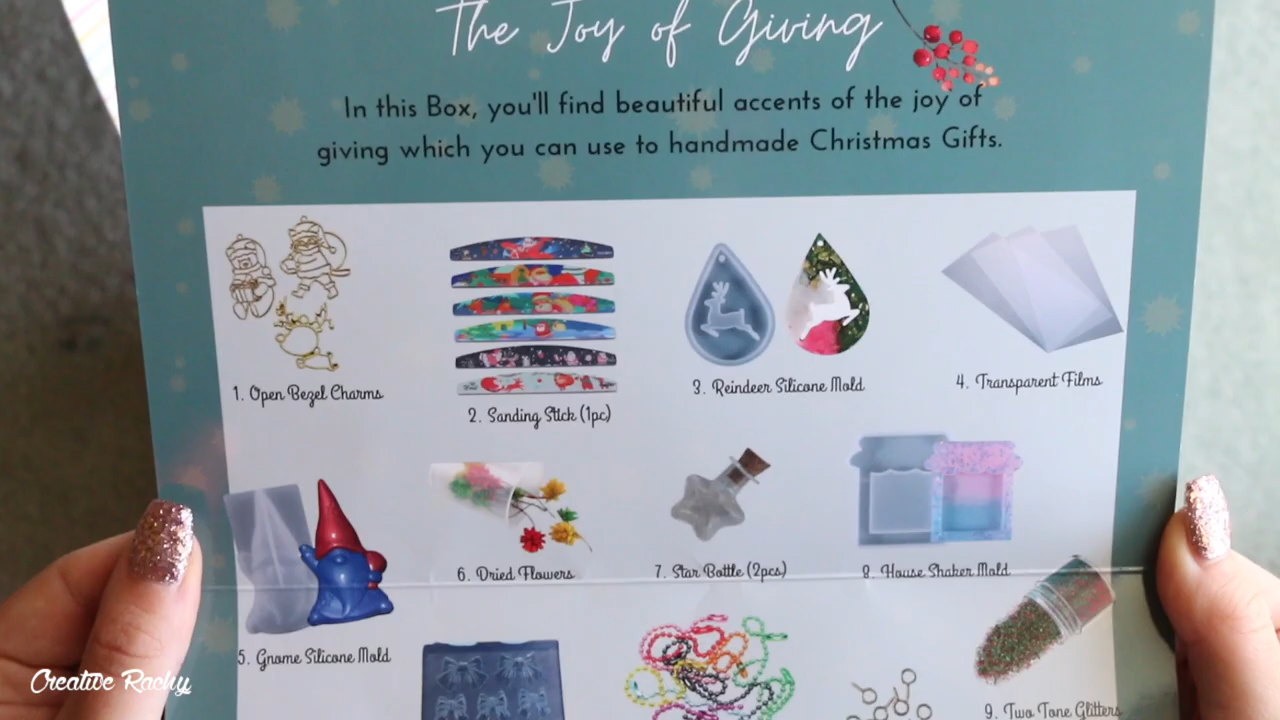 The Joy of Giving
In this Box, you'll find beautiful accents of the joy of
giving which you can use to handmade Christmas Gifts.
1. Open Bezel Charms
2. Sanding Stick (1pc)
3. Reindeer Silicone Mold
4. Transparent Films
5. Gnome Silicone Mold
6. Dried Flowers
7. Star Bottle (2pcs)
8. House Shaker Mold
9. Two Tone Glitters
Creative Rachy